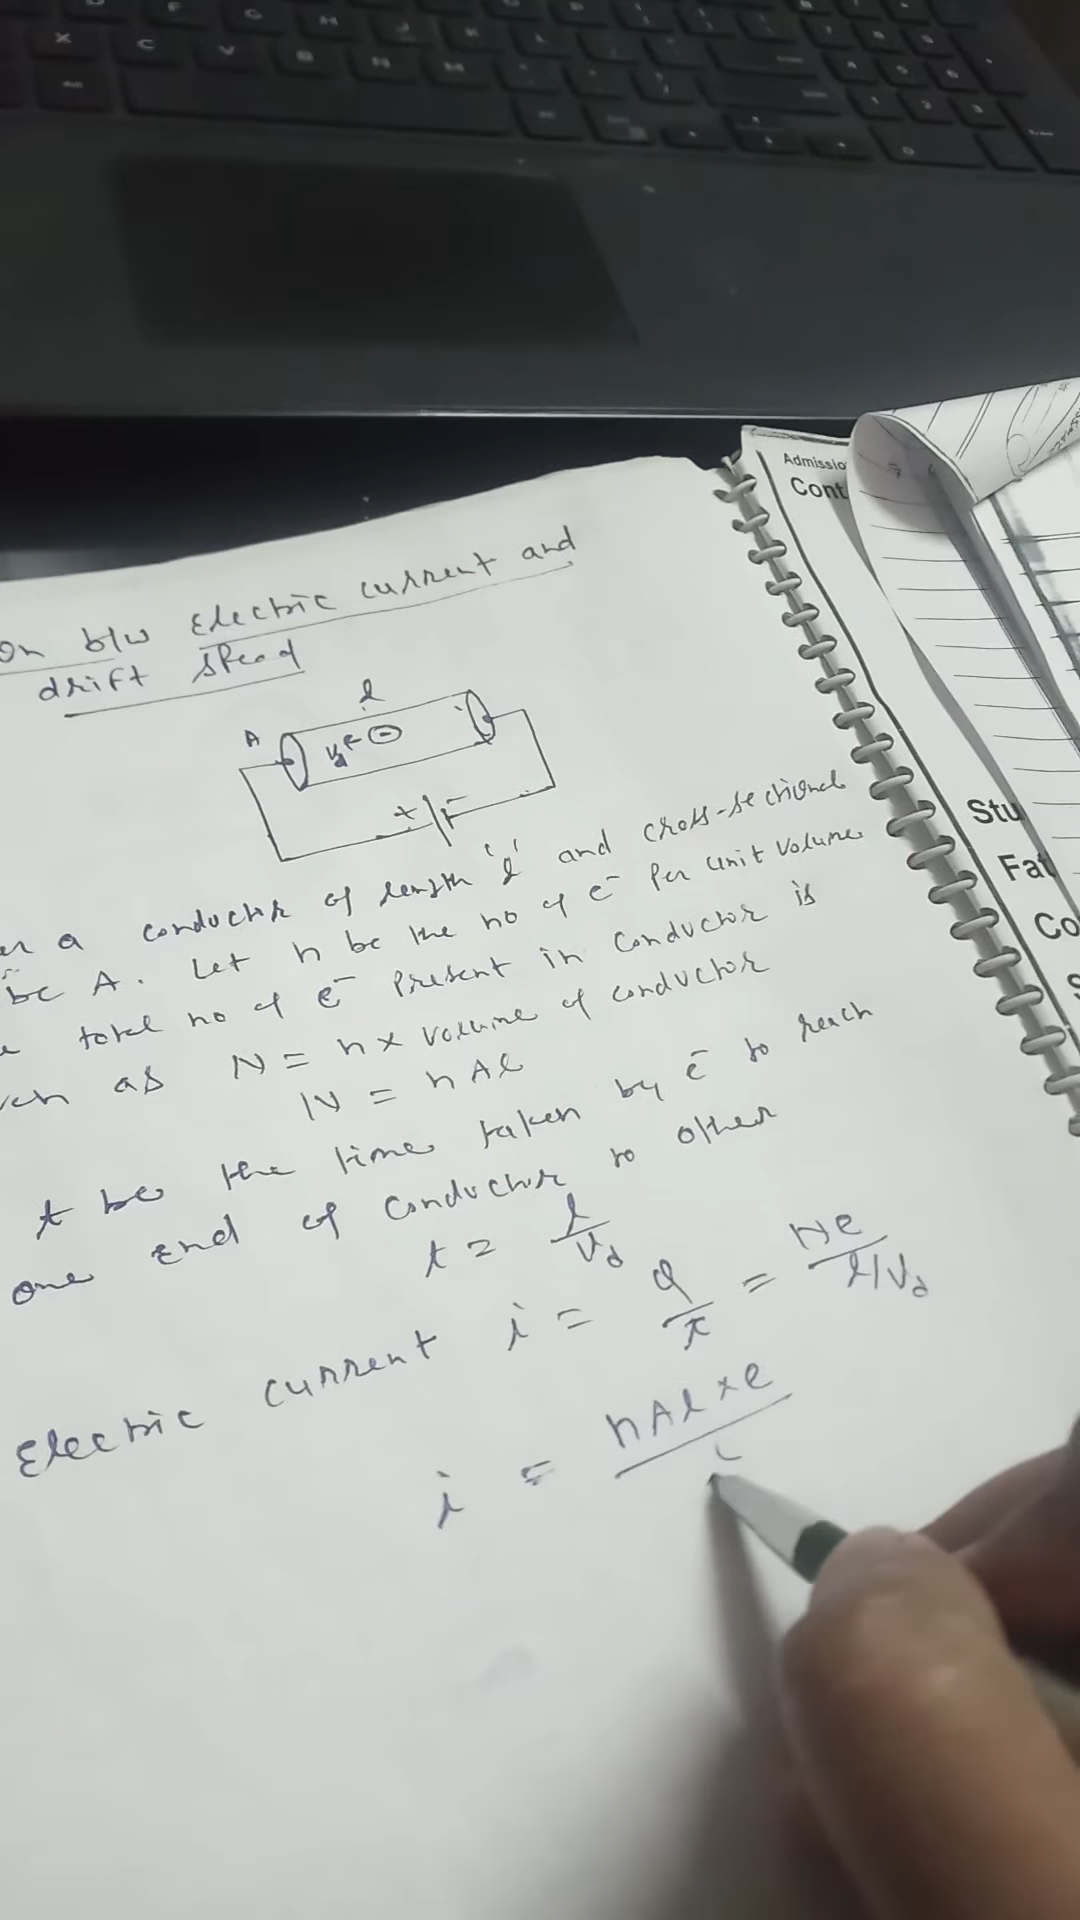 on b/w Electric current and
drift speed
l
A
Vd ← ⊖
+ -
a conductor of length 'l' and cross-sectional
be A. Let n be the no of e⁻ per unit volume
total no of e⁻ present in conductor is
as N = n x volume of conductor
N = nAl
t be the time taken by e⁻ to reach
one end of conductor to other
t = l/Vd
Electric current i = Q/t = Ne/l/Vd
i = nAl x e
Admissio
Cont
Stu
Fat
Co